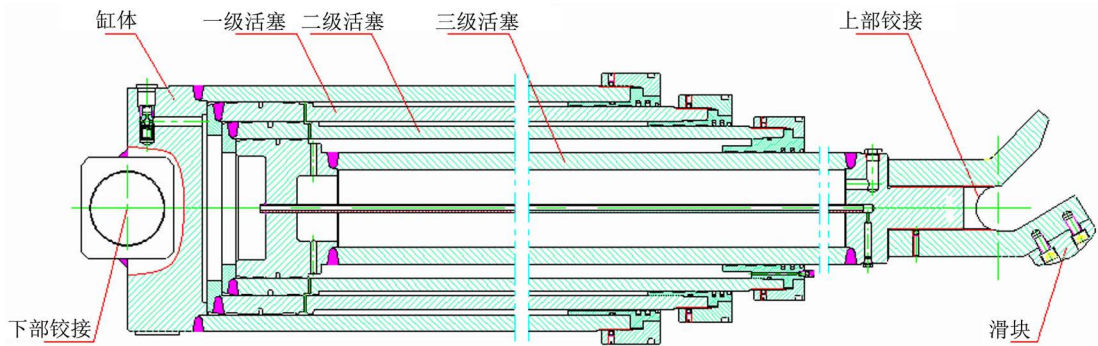 缸体
一级活塞
二级活塞
三级活塞
上部铰接
下部铰接
滑块